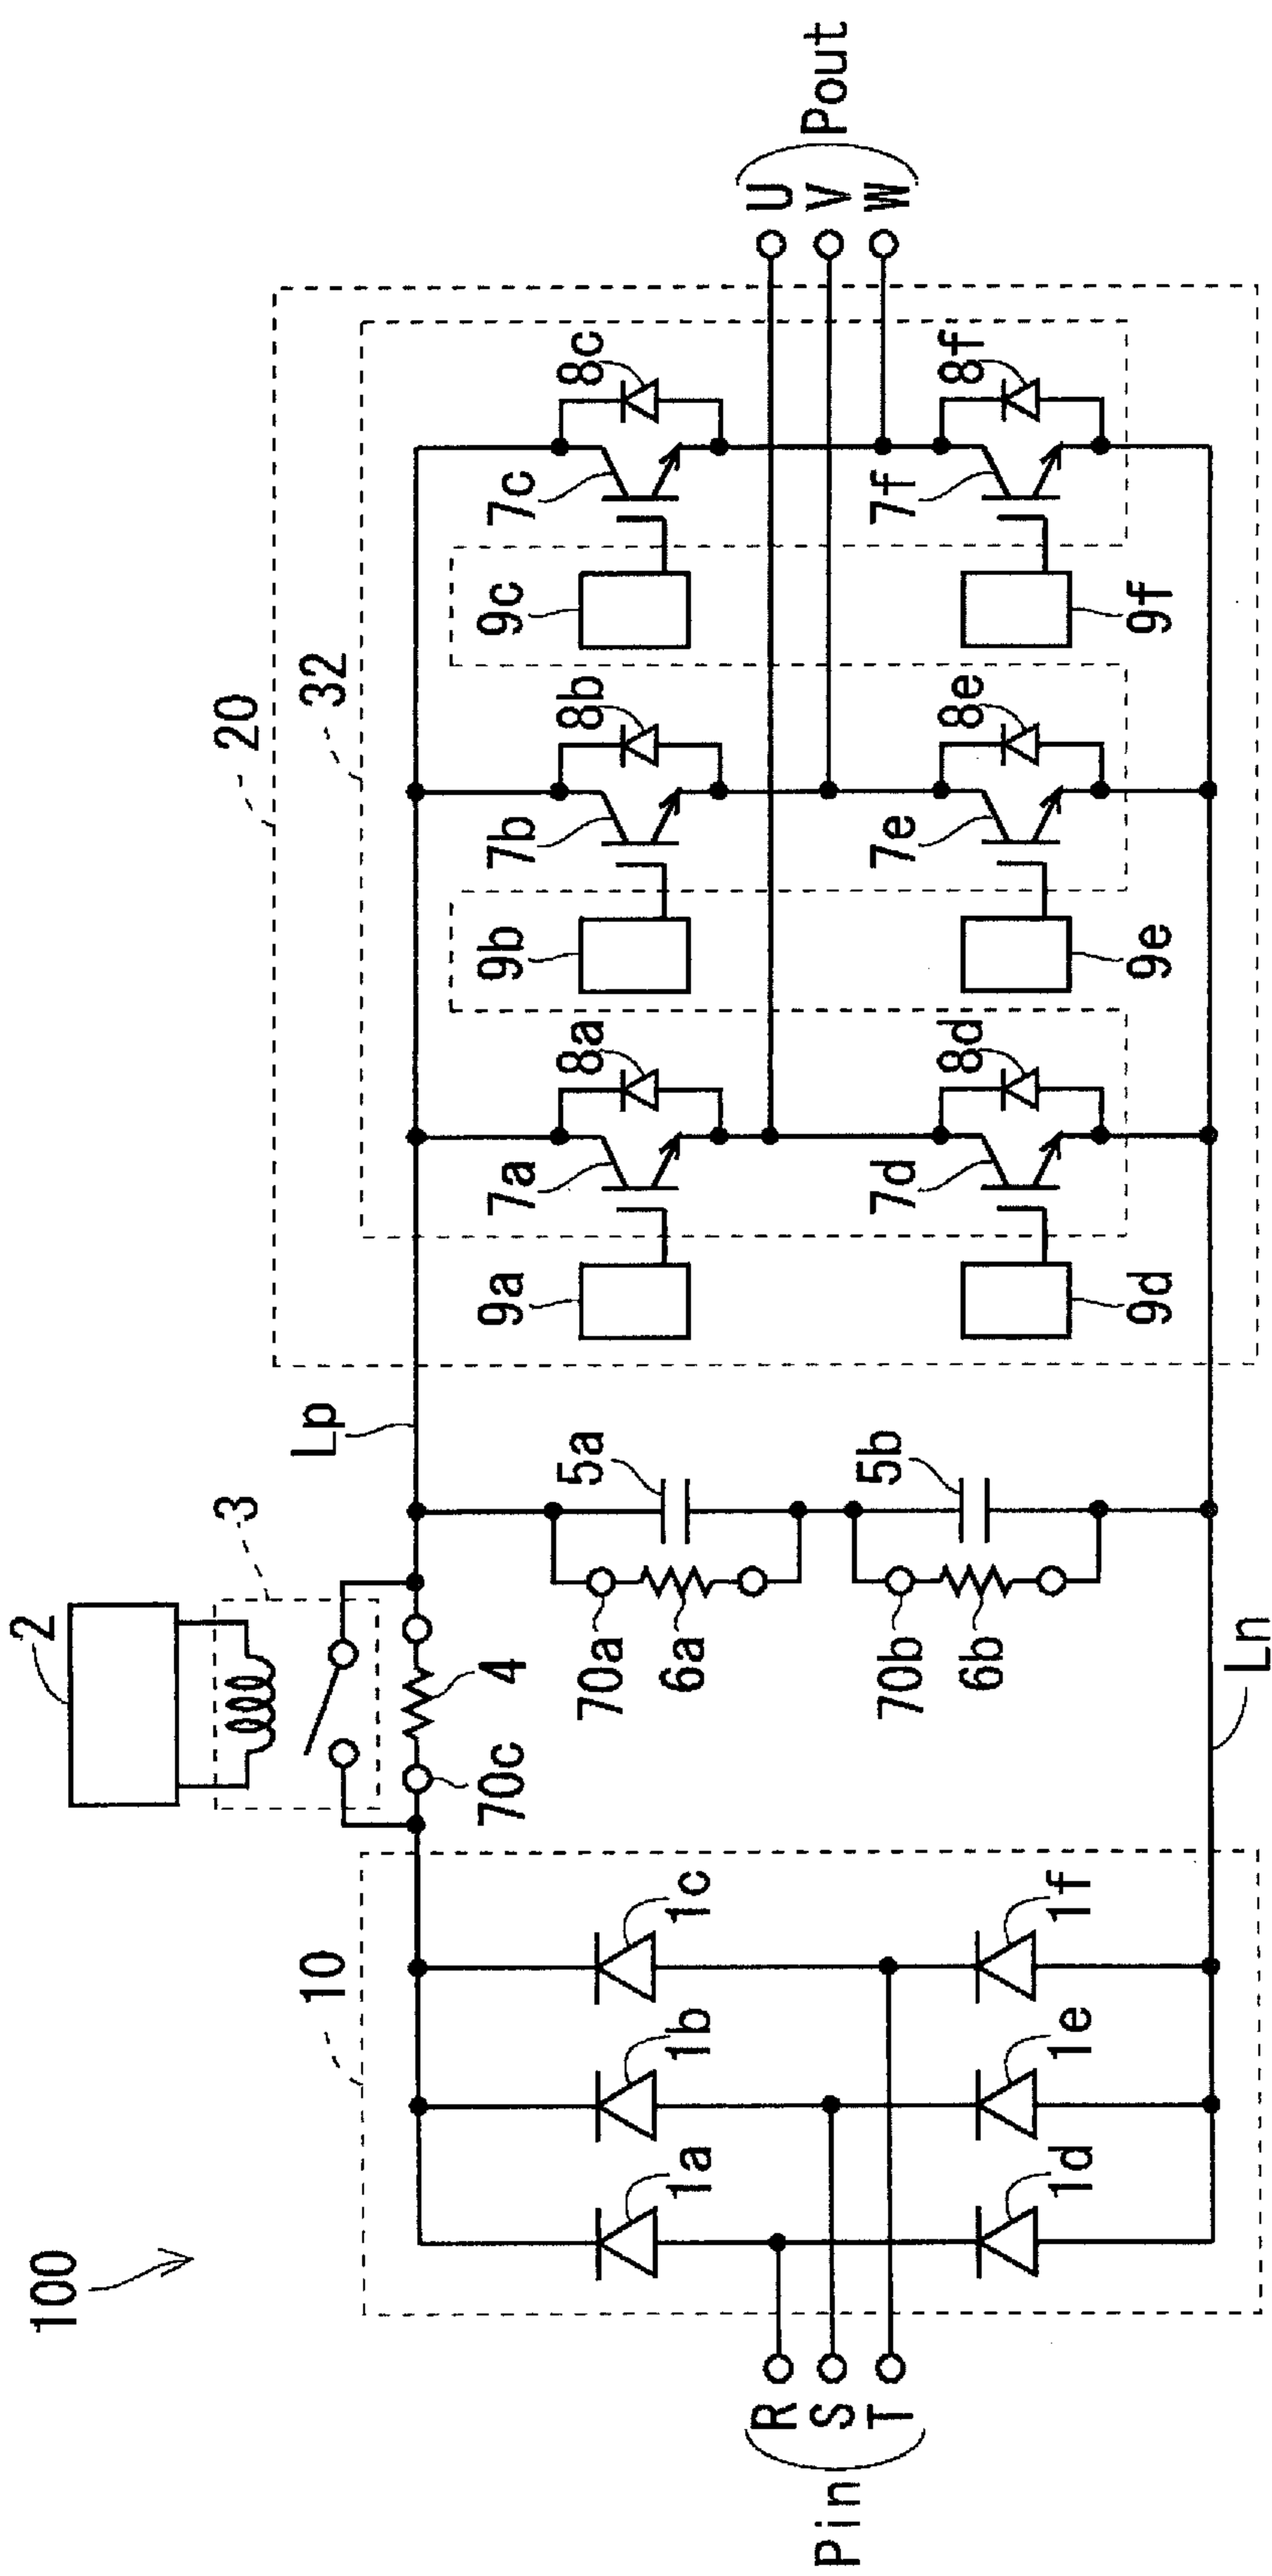 100
10
2
3
Lp
20
32
1a
1b
1c
1d
1e
1f
R
S
T
Pin
70c
4
70a
6a
5a
70b
6b
5b
Ln
9a
7a
8a
9b
7b
8b
9c
7c
8c
9d
7d
8d
9e
7e
8e
9f
7f
8f
U
V
W
Pout